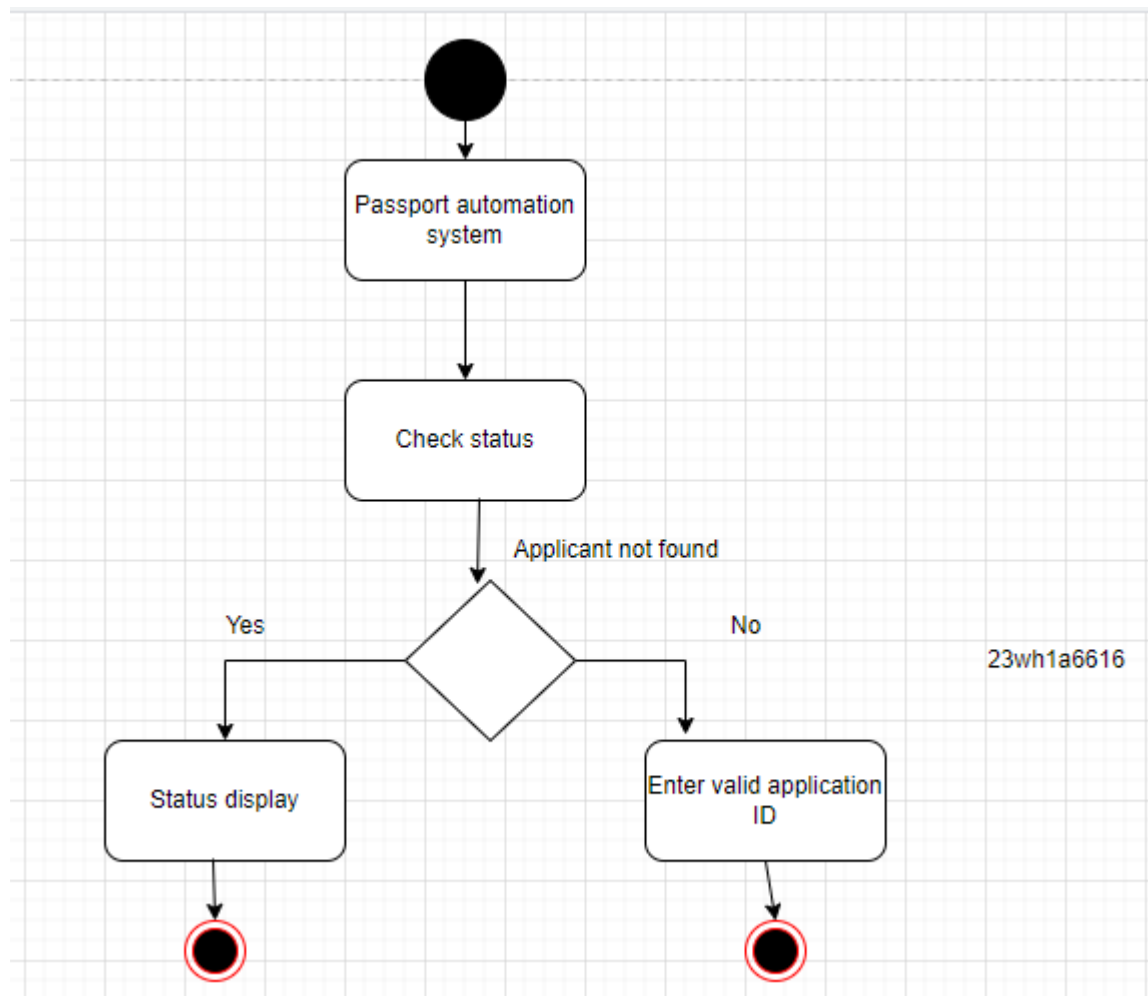 Passport automation
system
Check status
Applicant not found
Yes
No
23wh1a6616
Status display
Enter valid application
ID